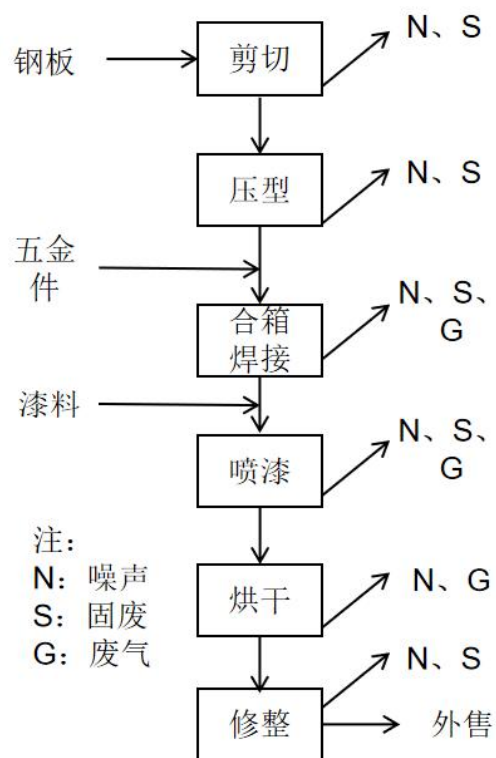 N、S
钢板
剪切
N、S
压型
五金
件
N、S、
G
合箱
焊接
漆料
N、S、
G
喷漆
注：
N：噪声
S：固废
G：废气
N、G
烘干
N、S
修整
外售